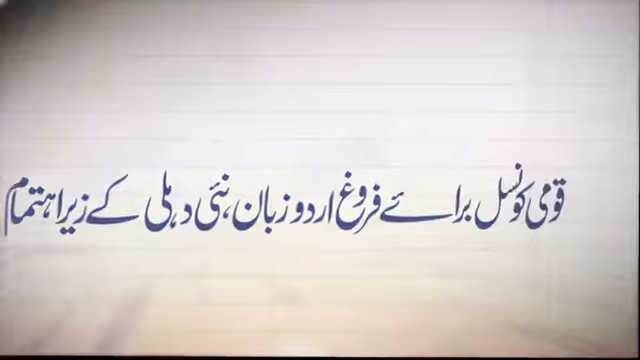 قومی کونسل برائے فروغ اردو زبان، نئی دہلی کے زیر اہتمام